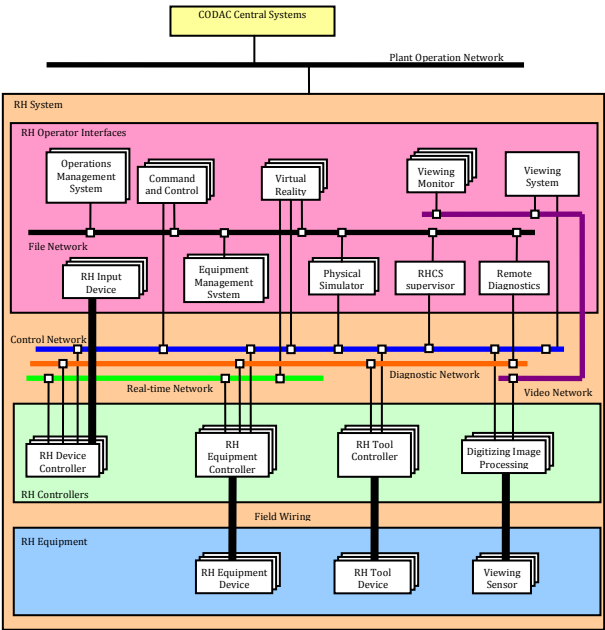 CODAC Central Systems
Plant Operation Network
RH System
RH Operator Interfaces
Operations
Management
System
Command
and Control
Virtual
Reality
Viewing
Monitor
Viewing
System
File Network
RH Input
Device
Equipment
Management
System
Physical
Simulator
RHCS
supervisor
Remote
Diagnostics
Control Network
Diagnostic Network
Real-time Network
Video Network
RH Device
Controller
RH
Equipment
Controller
RH Tool
Controller
Digitizing Image
Processing
RH Controllers
Field Wiring
RH Equipment
RH Equipment
Device
RH Tool
Device
Viewing
Sensor